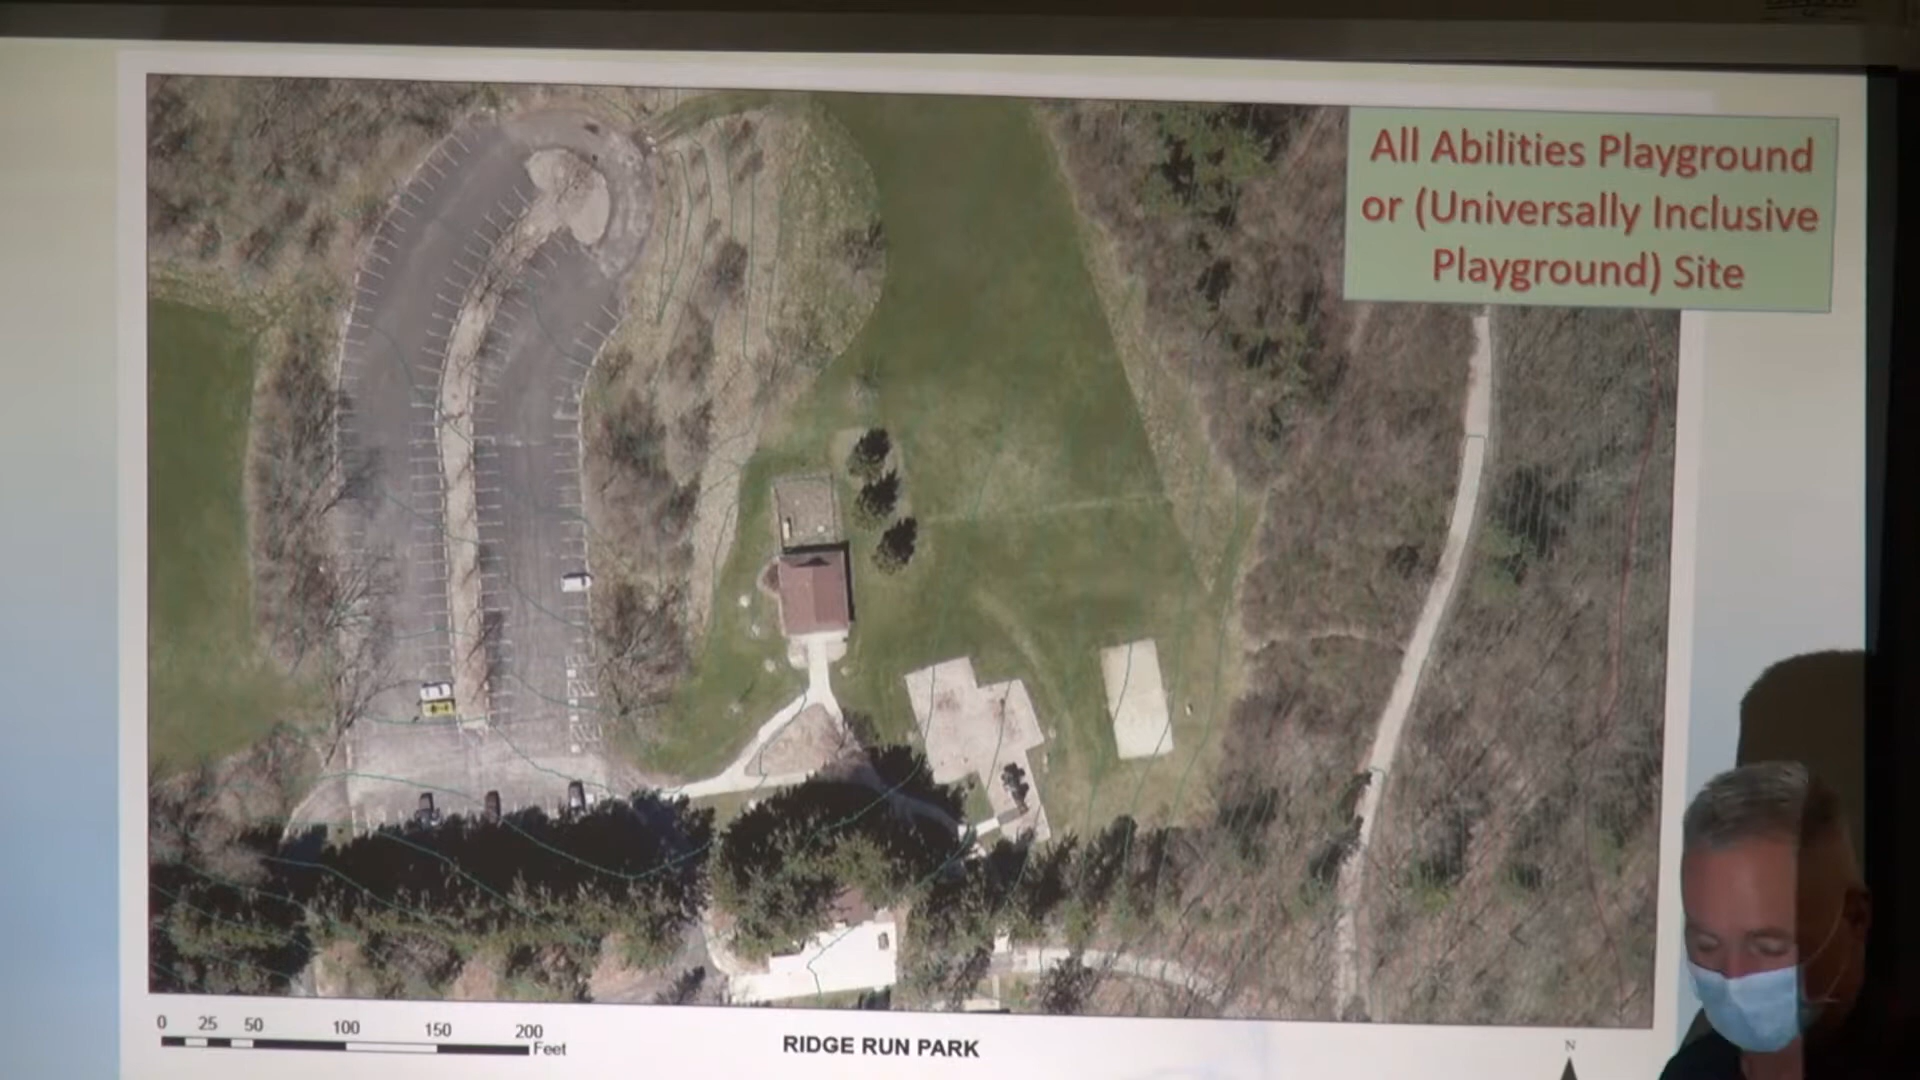 All Abilities Playground
or (Universally Inclusive
Playground) Site
0 25 50 100 150 200
Feet
RIDGE RUN PARK
N